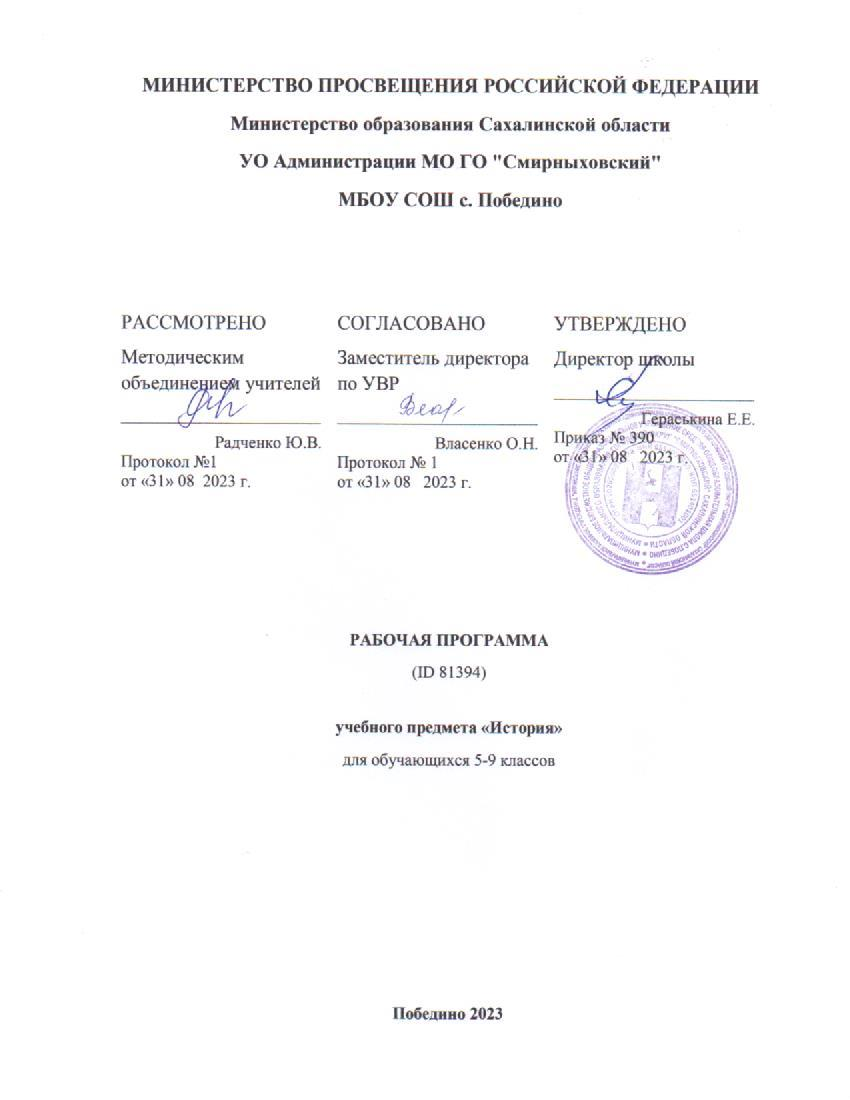 МИНИСТЕРСТВО ПРОСВЕЩЕНИЯ РОССИЙСКОЙ ФЕДЕРАЦИИ
Министерство образования Сахалинской области
УО Администрации МО ГО "Смирныховский"
МБОУ СОШ с. Победино
РАССМОТРЕНО
Методическим
объединением учителей
Радченко Ю.В.
Протокол №1
от «31» 08 2023 г.
СОГЛАСОВАНО
Заместитель директора
по УВР
Власенко О.Н.
Протокол № 1
от «31» 08 2023 г.
УТВЕРЖДЕНО
Директор школы
Гераськина Е.Е.
Приказ № 390
от «31» 08 2023 г.
РАБОЧАЯ ПРОГРАММА
(ID 81394)
учебного предмета «История»
для обучающихся 5-9 классов
Победино 2023